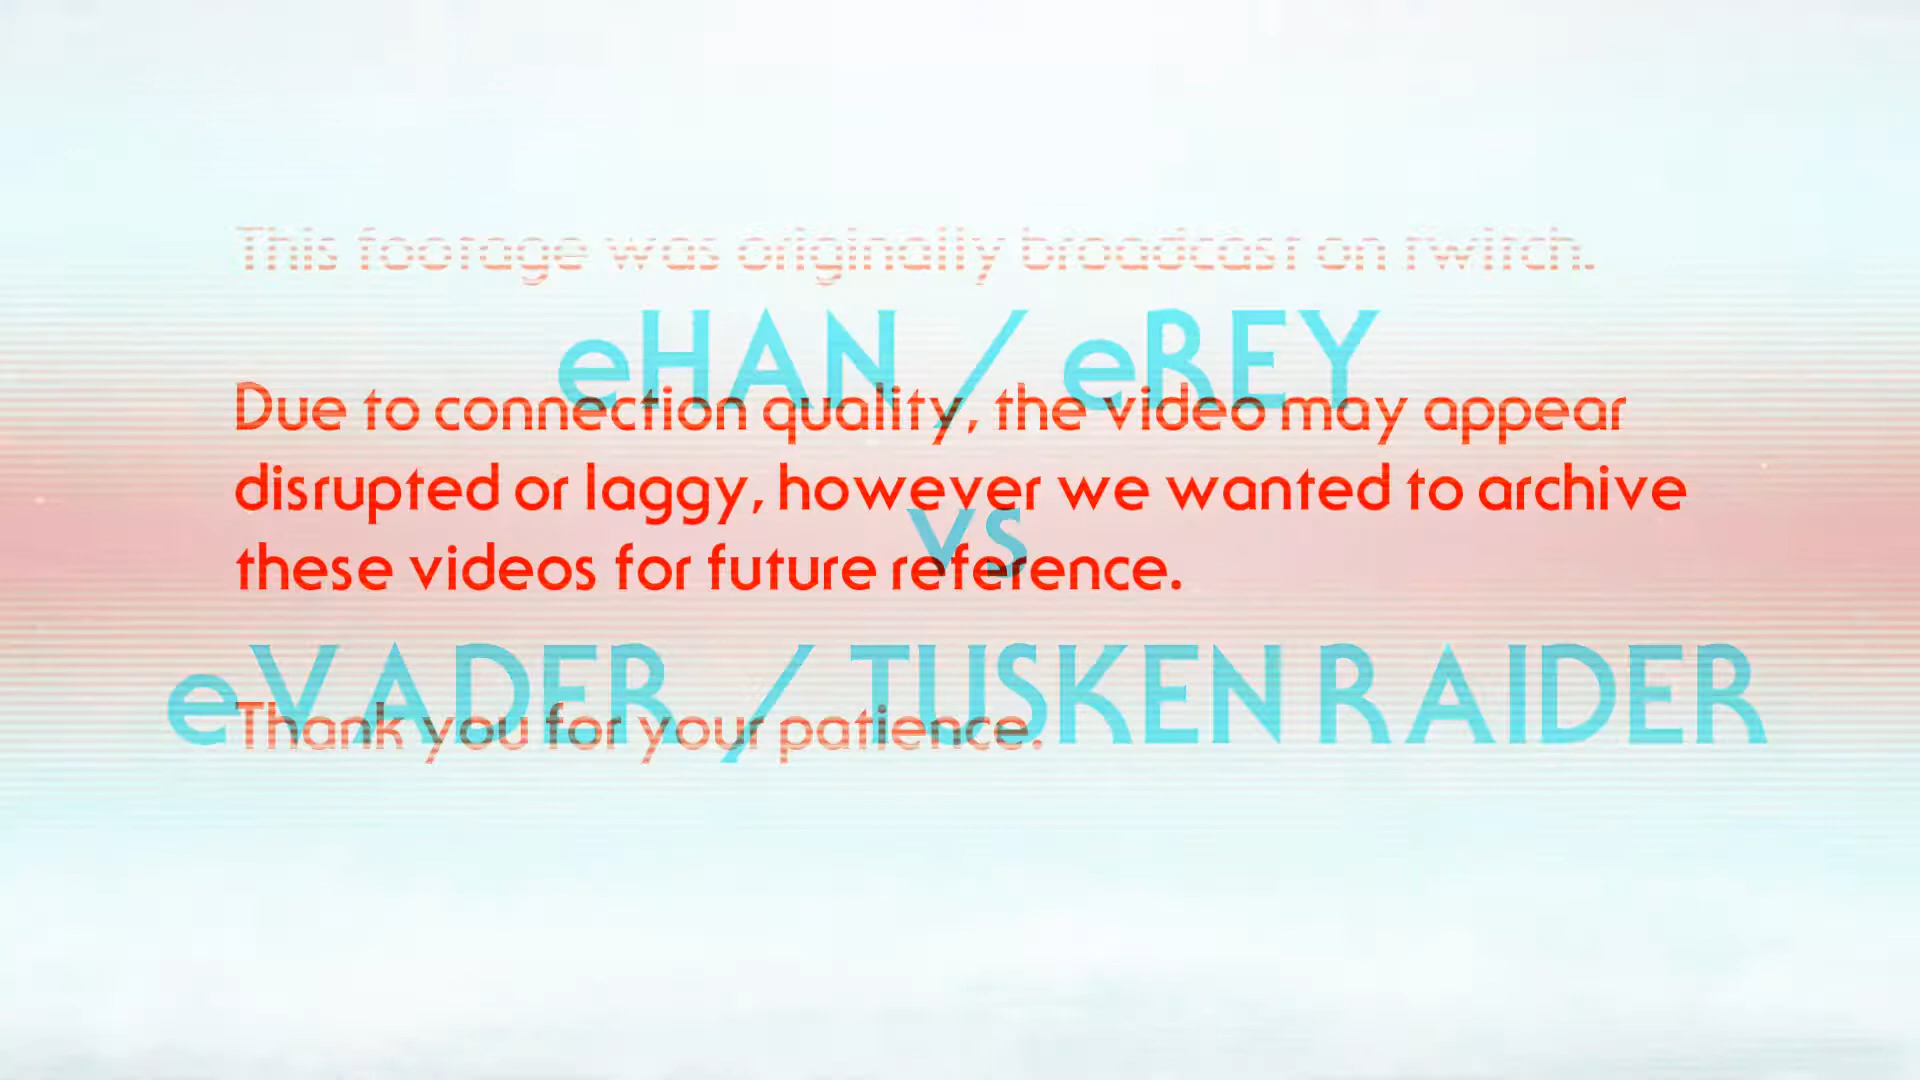 This footage was originally broadcast on twitch.
eHAN / eREY
Due to connection quality, the video may appear
disrupted or laggy, however we wanted to archive
vs
these videos for future reference.
eVADER / TUSKEN RAIDER
Thank you for your patience.